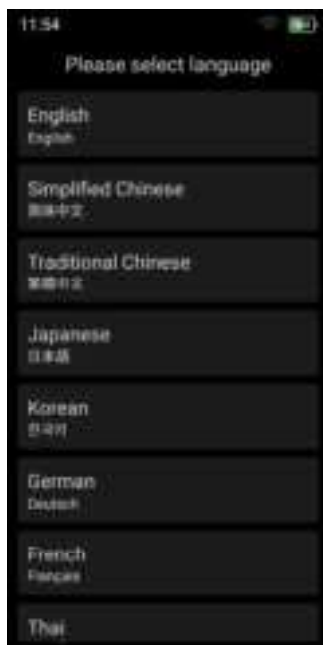 11:54
Please select language
English
English
Simplified Chinese
简体中文
Traditional Chinese
繁體中文
Japanese
日本語
Korean
한국어
German
Deutsch
French
Français
Thai